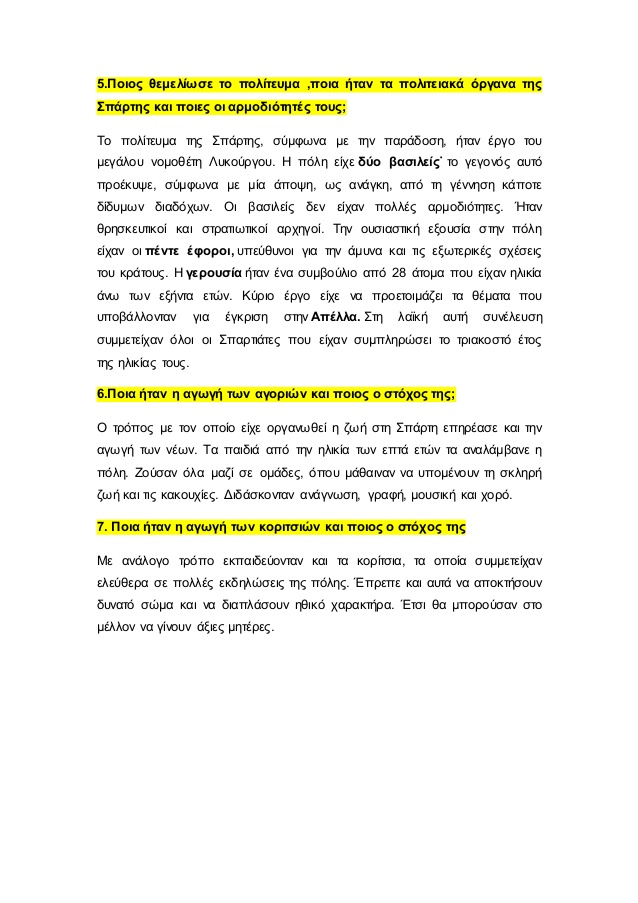 5.Ποιος θεμελίωσε το πολίτευμα ,ποια ήταν τα πολιτειακά όργανα της
Σπάρτης και ποιες οι αρμοδιότητές τους;
Το πολίτευμα της Σπάρτης, σύμφωνα με την παράδοση, ήταν έργο του
μεγάλου νομοθέτη Λυκούργου. Η πόλη είχε δύο βασιλείς˙ το γεγονός αυτό
προέκυψε, σύμφωνα με μία άποψη, ως ανάγκη, από τη γέννηση κάποτε
δίδυμων διαδόχων. Οι βασιλείς δεν είχαν πολλές αρμοδιότητες. Ήταν
θρησκευτικοί και στρατιωτικοί αρχηγοί. Την ουσιαστική εξουσία στην πόλη
είχαν οι πέντε έφοροι, υπεύθυνοι για την άμυνα και τις εξωτερικές σχέσεις
του κράτους. Η γερουσία ήταν ένα συμβούλιο από 28 άτομα που είχαν ηλικία
άνω των εξήντα ετών. Κύριο έργο είχε να προετοιμάζει τα θέματα που
υποβάλλονταν για έγκριση στην Απέλλα. Στη λαϊκή αυτή συνέλευση
συμμετείχαν όλοι οι Σπαρτιάτες που είχαν συμπληρώσει το τριακοστό έτος
της ηλικίας τους.
6.Ποια ήταν η αγωγή των αγοριών και ποιος ο στόχος της;
Ο τρόπος με τον οποίο είχε οργανωθεί η ζωή στη Σπάρτη επηρέασε και την
αγωγή των νέων. Τα παιδιά από την ηλικία των επτά ετών τα αναλάμβανε η
πόλη. Ζούσαν όλα μαζί σε ομάδες, όπου μάθαιναν να υπομένουν τη σκληρή
ζωή και τις κακουχίες. Διδάσκονταν ανάγνωση, γραφή, μουσική και χορό.
7. Ποια ήταν η αγωγή των κοριτσιών και ποιος ο στόχος της
Με ανάλογο τρόπο εκπαιδεύονταν και τα κορίτσια, τα οποία συμμετείχαν
ελεύθερα σε πολλές εκδηλώσεις της πόλης. Έπρεπε και αυτά να αποκτήσουν
δυνατό σώμα και να διαπλάσουν ηθικό χαρακτήρα. Έτσι θα μπορούσαν στο
μέλλον να γίνουν άξιες μητέρες.